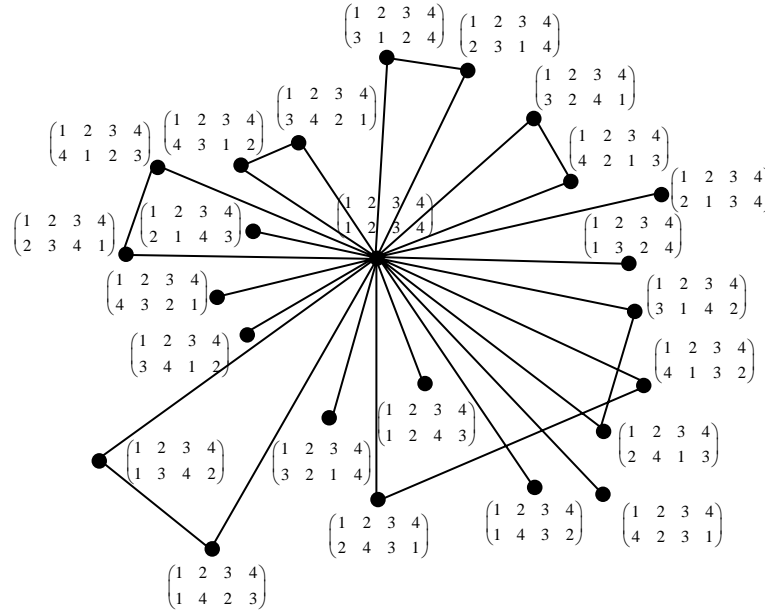 1 2 3 4
3 1 2 4
1 2 3 4
2 3 1 4
1 2 3 4
3 2 4 1
1 2 3 4
3 4 2 1
1 2 3 4
4 3 1 2
1 2 3 4
4 1 2 3
1 2 3 4
4 2 1 3
1 2 3 4
2 1 3 4
1 2 3 4
1 2 3 4
1 2 3 4
2 1 4 3
1 2 3 4
2 3 4 1
1 2 3 4
1 3 2 4
1 2 3 4
4 3 2 1
1 2 3 4
3 1 4 2
1 2 3 4
3 4 1 2
1 2 3 4
4 1 3 2
1 2 3 4
1 2 4 3
1 2 3 4
2 4 1 3
1 2 3 4
1 3 4 2
1 2 3 4
3 2 1 4
1 2 3 4
2 4 3 1
1 2 3 4
1 4 3 2
1 2 3 4
4 2 3 1
1 2 3 4
1 4 2 3